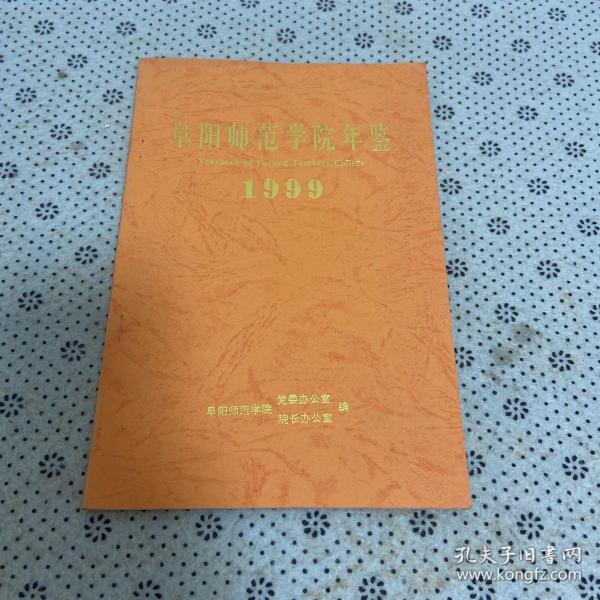 阜阳师范学院年鉴
Yearbook of FuYang Teachers College
1999
阜阳师范学院 党委办公室 院长办公室 编
孔夫子旧书网
www.kongfz.com